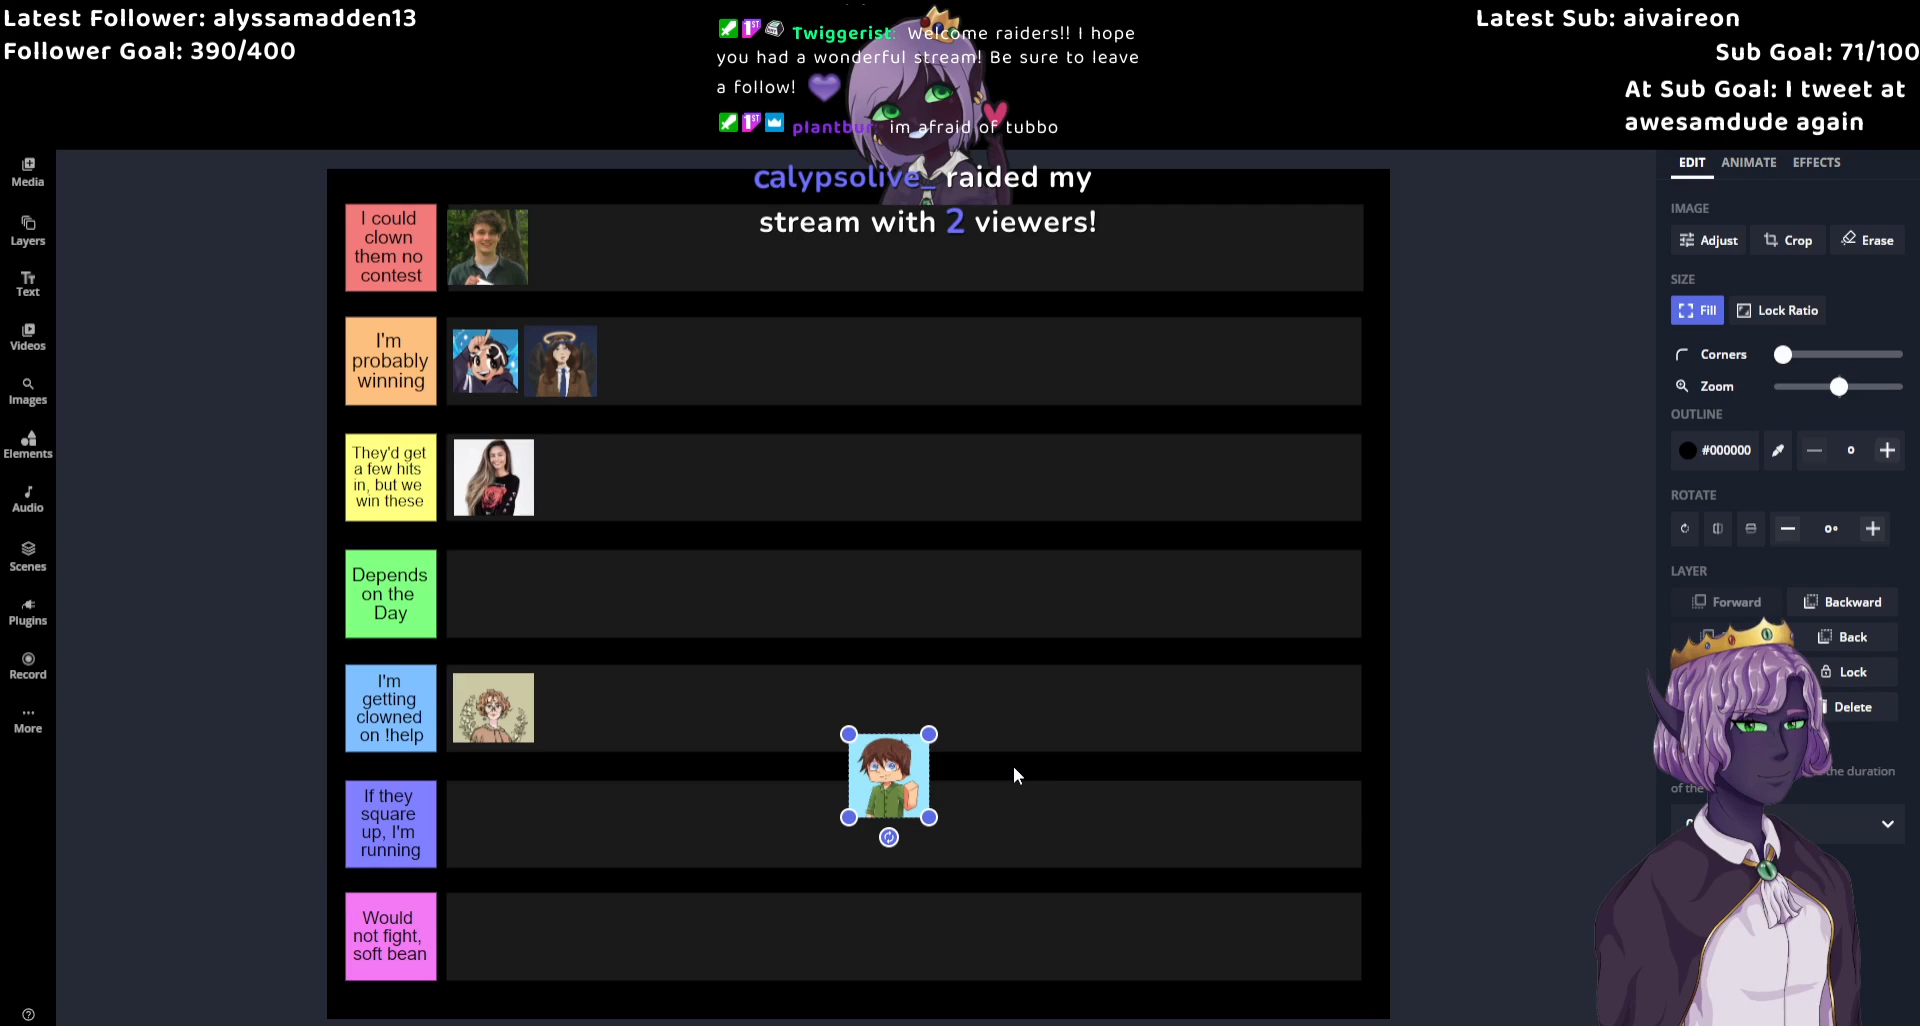 Latest Follower: alyssamadden13
Follower Goal: 390/400
Twiggerist: Welcome raiders!! I hope
you had a wonderful stream! Be sure to leave
a follow!
plantbur: im afraid of tubbo
calypsolive_ raided my
stream with 2 viewers!
Latest Sub: aivaireon
Sub Goal: 71/100
At Sub Goal: I tweet at
awesamdude again
Media
Layers
Text
Videos
Images
Elements
Audio
Scenes
Plugins
Record
More
I could
clown
them no
contest
I'm
probably
winning
They'd get
a few hits
in, but we
win these
Depends
on the
Day
I'm
getting
clowned
on !help
If they
square
up, I'm
running
Would
not fight,
soft bean
EDIT ANIMATE EFFECTS
IMAGE
Adjust Crop Erase
SIZE
Fill Lock Ratio
Corners
Zoom
OUTLINE
#000000 0
ROTATE
0°
LAYER
Forward Backward
Back
Lock
Delete
the duration
of the